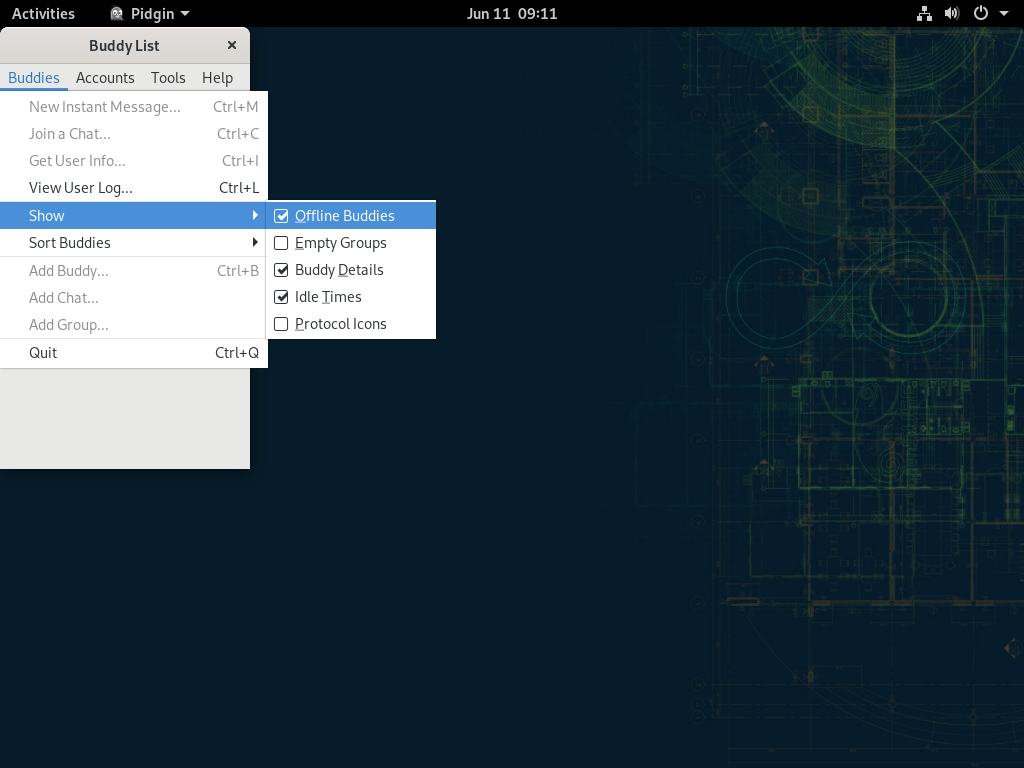 Activities Pidgin Jun 11 09:11
Buddy List ×
Buddies Accounts Tools Help
New Instant Message... Ctrl+M
Join a Chat... Ctrl+C
Get User Info... Ctrl+I
View User Log... Ctrl+L
Show Offline Buddies
Sort Buddies Empty Groups
Add Buddy... Ctrl+B Buddy Details
Add Chat... Idle Times
Add Group... Protocol Icons
Quit Ctrl+Q